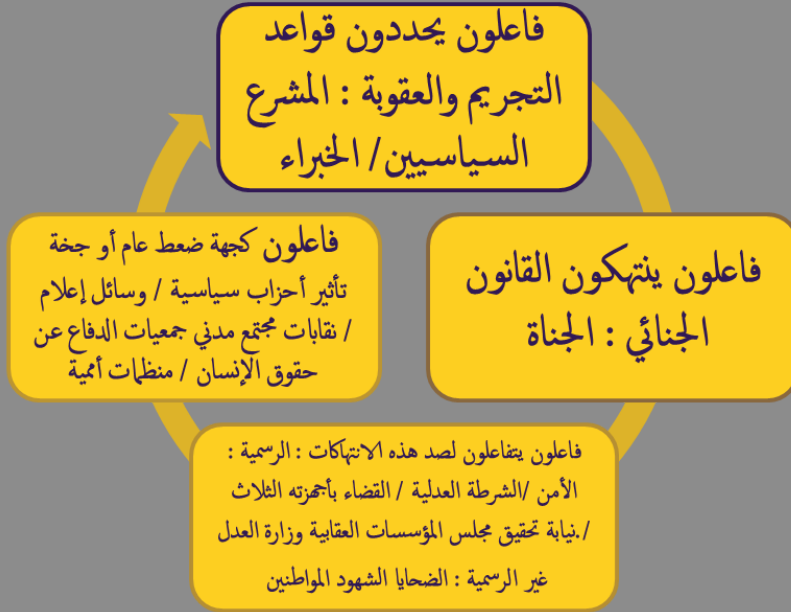 فاعلون يحددون قواعد
التجريم والعقوبة : المشرع
السياسيين/ الخبراء
فاعلون ينتهكون القانون
الجنائي : الجناة
فاعلون يتفاعلون لصد هذه الانتهاكات : الرسمية :
الأمن /الشرطة العدلية / القضاء بأجهزته الثلاث
/.نيابة تحقيق مجلس المؤسسات العقابية وزارة العدل
غير الرسمية : الضحايا الشهود المواطنين
فاعلون كجهة ضعط عام أو جخة
تأثير أحزاب سياسية / وسائل إعلام
/ نقابات مجتمع مدني جمعيات الدفاع عن
حقوق الإنسان / منظمات أممية